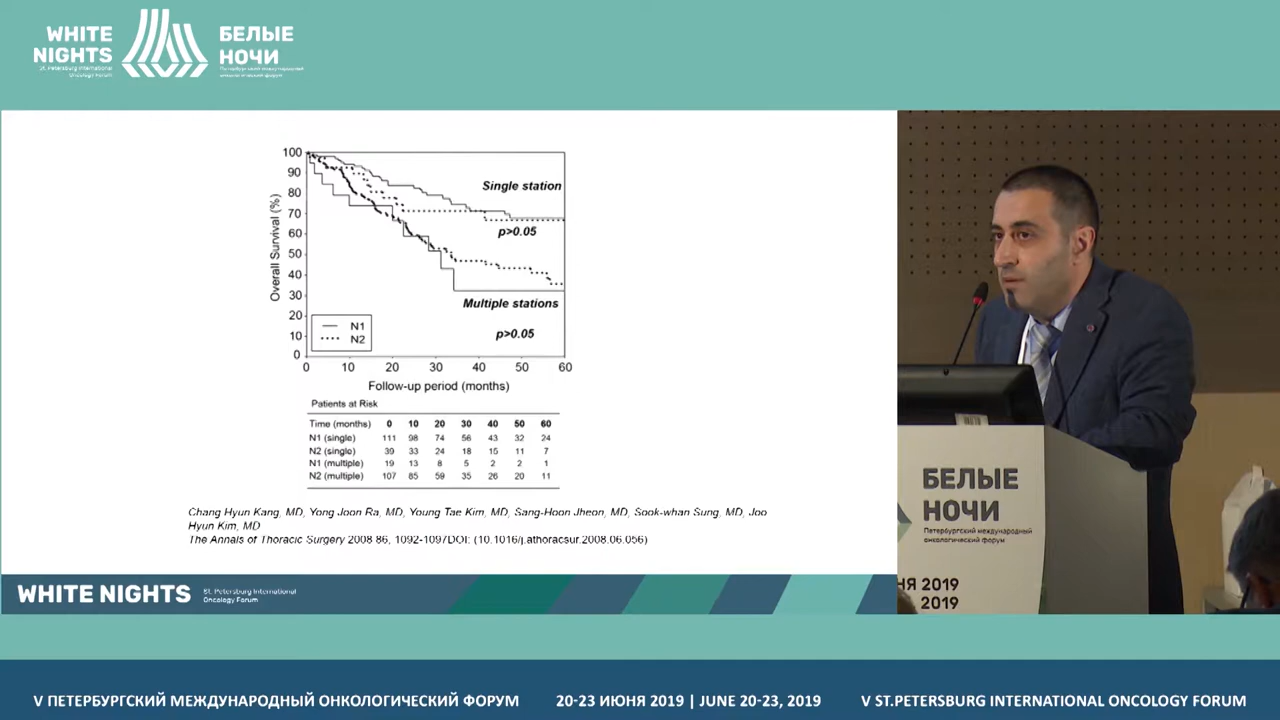 WHITE
NIGHTS
St. Petersburg International
Oncology Forum
БЕЛЫЕ
НОЧИ
Петербургский международный
онкологический форум
100
90
80
70
60
50
40
30
20
10
0
Overall Survival (%)
Single station
p>0.05
Multiple stations
p>0.05
N1
N2
0 10 20 30 40 50 60
Follow-up period (months)
Patients at Risk
Time (months) 0 10 20 30 40 50 60
N1 (single) 111 98 74 56 43 32 24
N2 (single) 39 33 24 18 15 11 7
N1 (multiple) 19 13 8 5 2 2 1
N2 (multiple) 107 85 59 35 26 20 11
Chang Hyun Kang, MD, Yong Joon Ra, MD, Young Tae Kim, MD, Sang-Hoon Jheon, MD, Sook-whan Sung, MD, Joo
Hyun Kim, MD
The Annals of Thoracic Surgery 2008 86, 1092-1097DOI: (10.1016/j.athoracsur.2008.06.056)
WHITE NIGHTS
St. Petersburg International
Oncology Forum
БЕЛЫЕ
НОЧИ
Петербургский международный
онкологический форум
НЯ 2019
2019
V ПЕТЕРБУРГСКИЙ МЕЖДУНАРОДНЫЙ ОНКОЛОГИЧЕСКИЙ ФОРУМ 20-23 ИЮНЯ 2019 | JUNE 20-23, 2019 V ST.PETERSBURG INTERNATIONAL ONCOLOGY FORUM